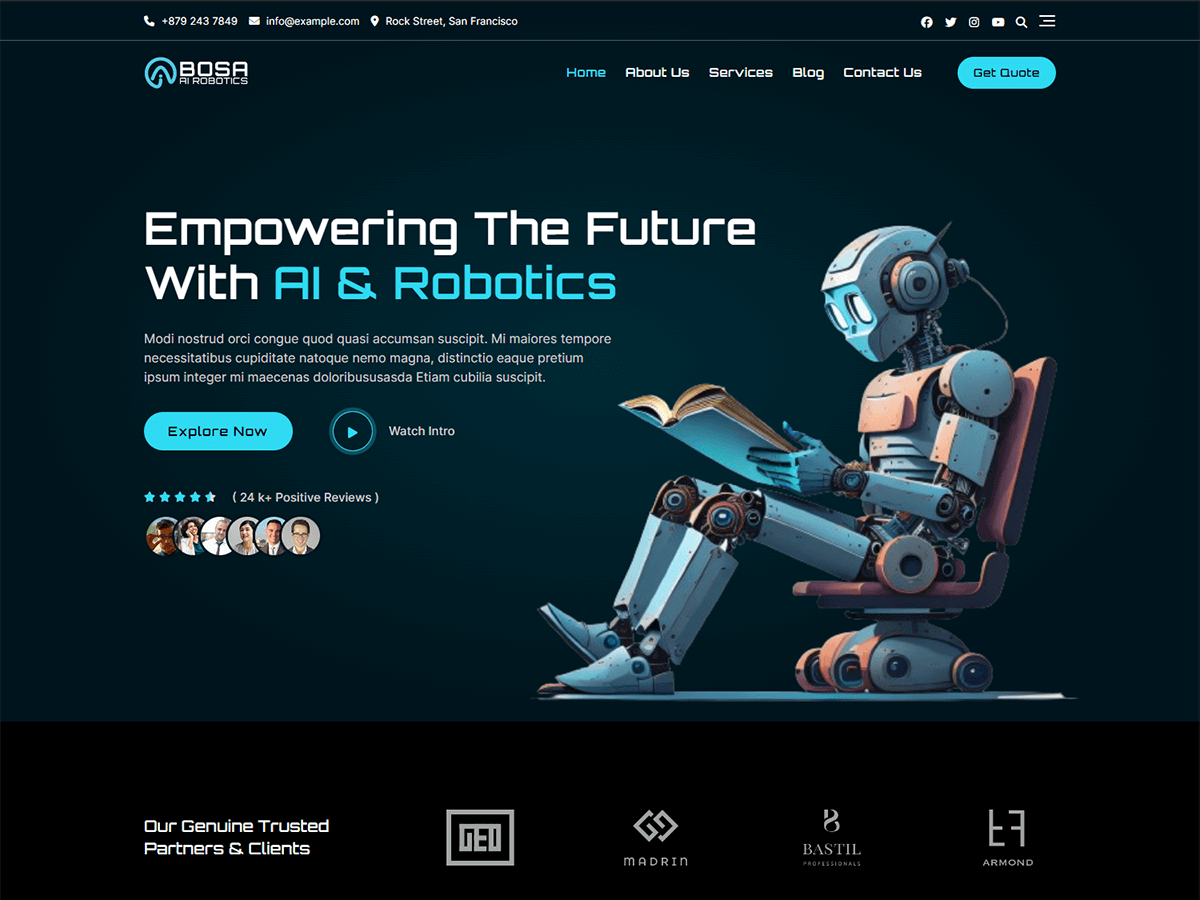 +879 243 7849 info@example.com Rock Street, San Francisco
BOSA
AI ROBOTICS
Home About Us Services Blog Contact Us Get Quote
Empowering The Future
With AI & Robotics
Modi nostrud orci congue quod quasi accumsan suscipit. Mi maiores tempore
necessitatibus cupiditate natoque nemo magna, distinctio eaque pretium
ipsum integer mi maecenas doloribususasda Etiam cubilia suscipit.
Explore Now Watch Intro
( 24 k+ Positive Reviews )
Our Genuine Trusted
Partners & Clients
GEO
MADRIN
BASTIL
PROFESSIONALS
ARMOND